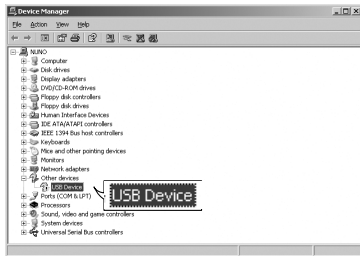 Device Manager
File Action View Help
NUNO
Computer
Disk drives
Display adapters
DVD/CD-ROM drives
Floppy disk controllers
Floppy disk drives
Human Interface Devices
IDE ATA/ATAPI controllers
IEEE 1394 Bus host controllers
Keyboards
Mice and other pointing devices
Monitors
Network adapters
Other devices
USB Device
USB Device
Ports (COM & LPT)
Processors
Sound, video and game controllers
System devices
Universal Serial Bus controllers